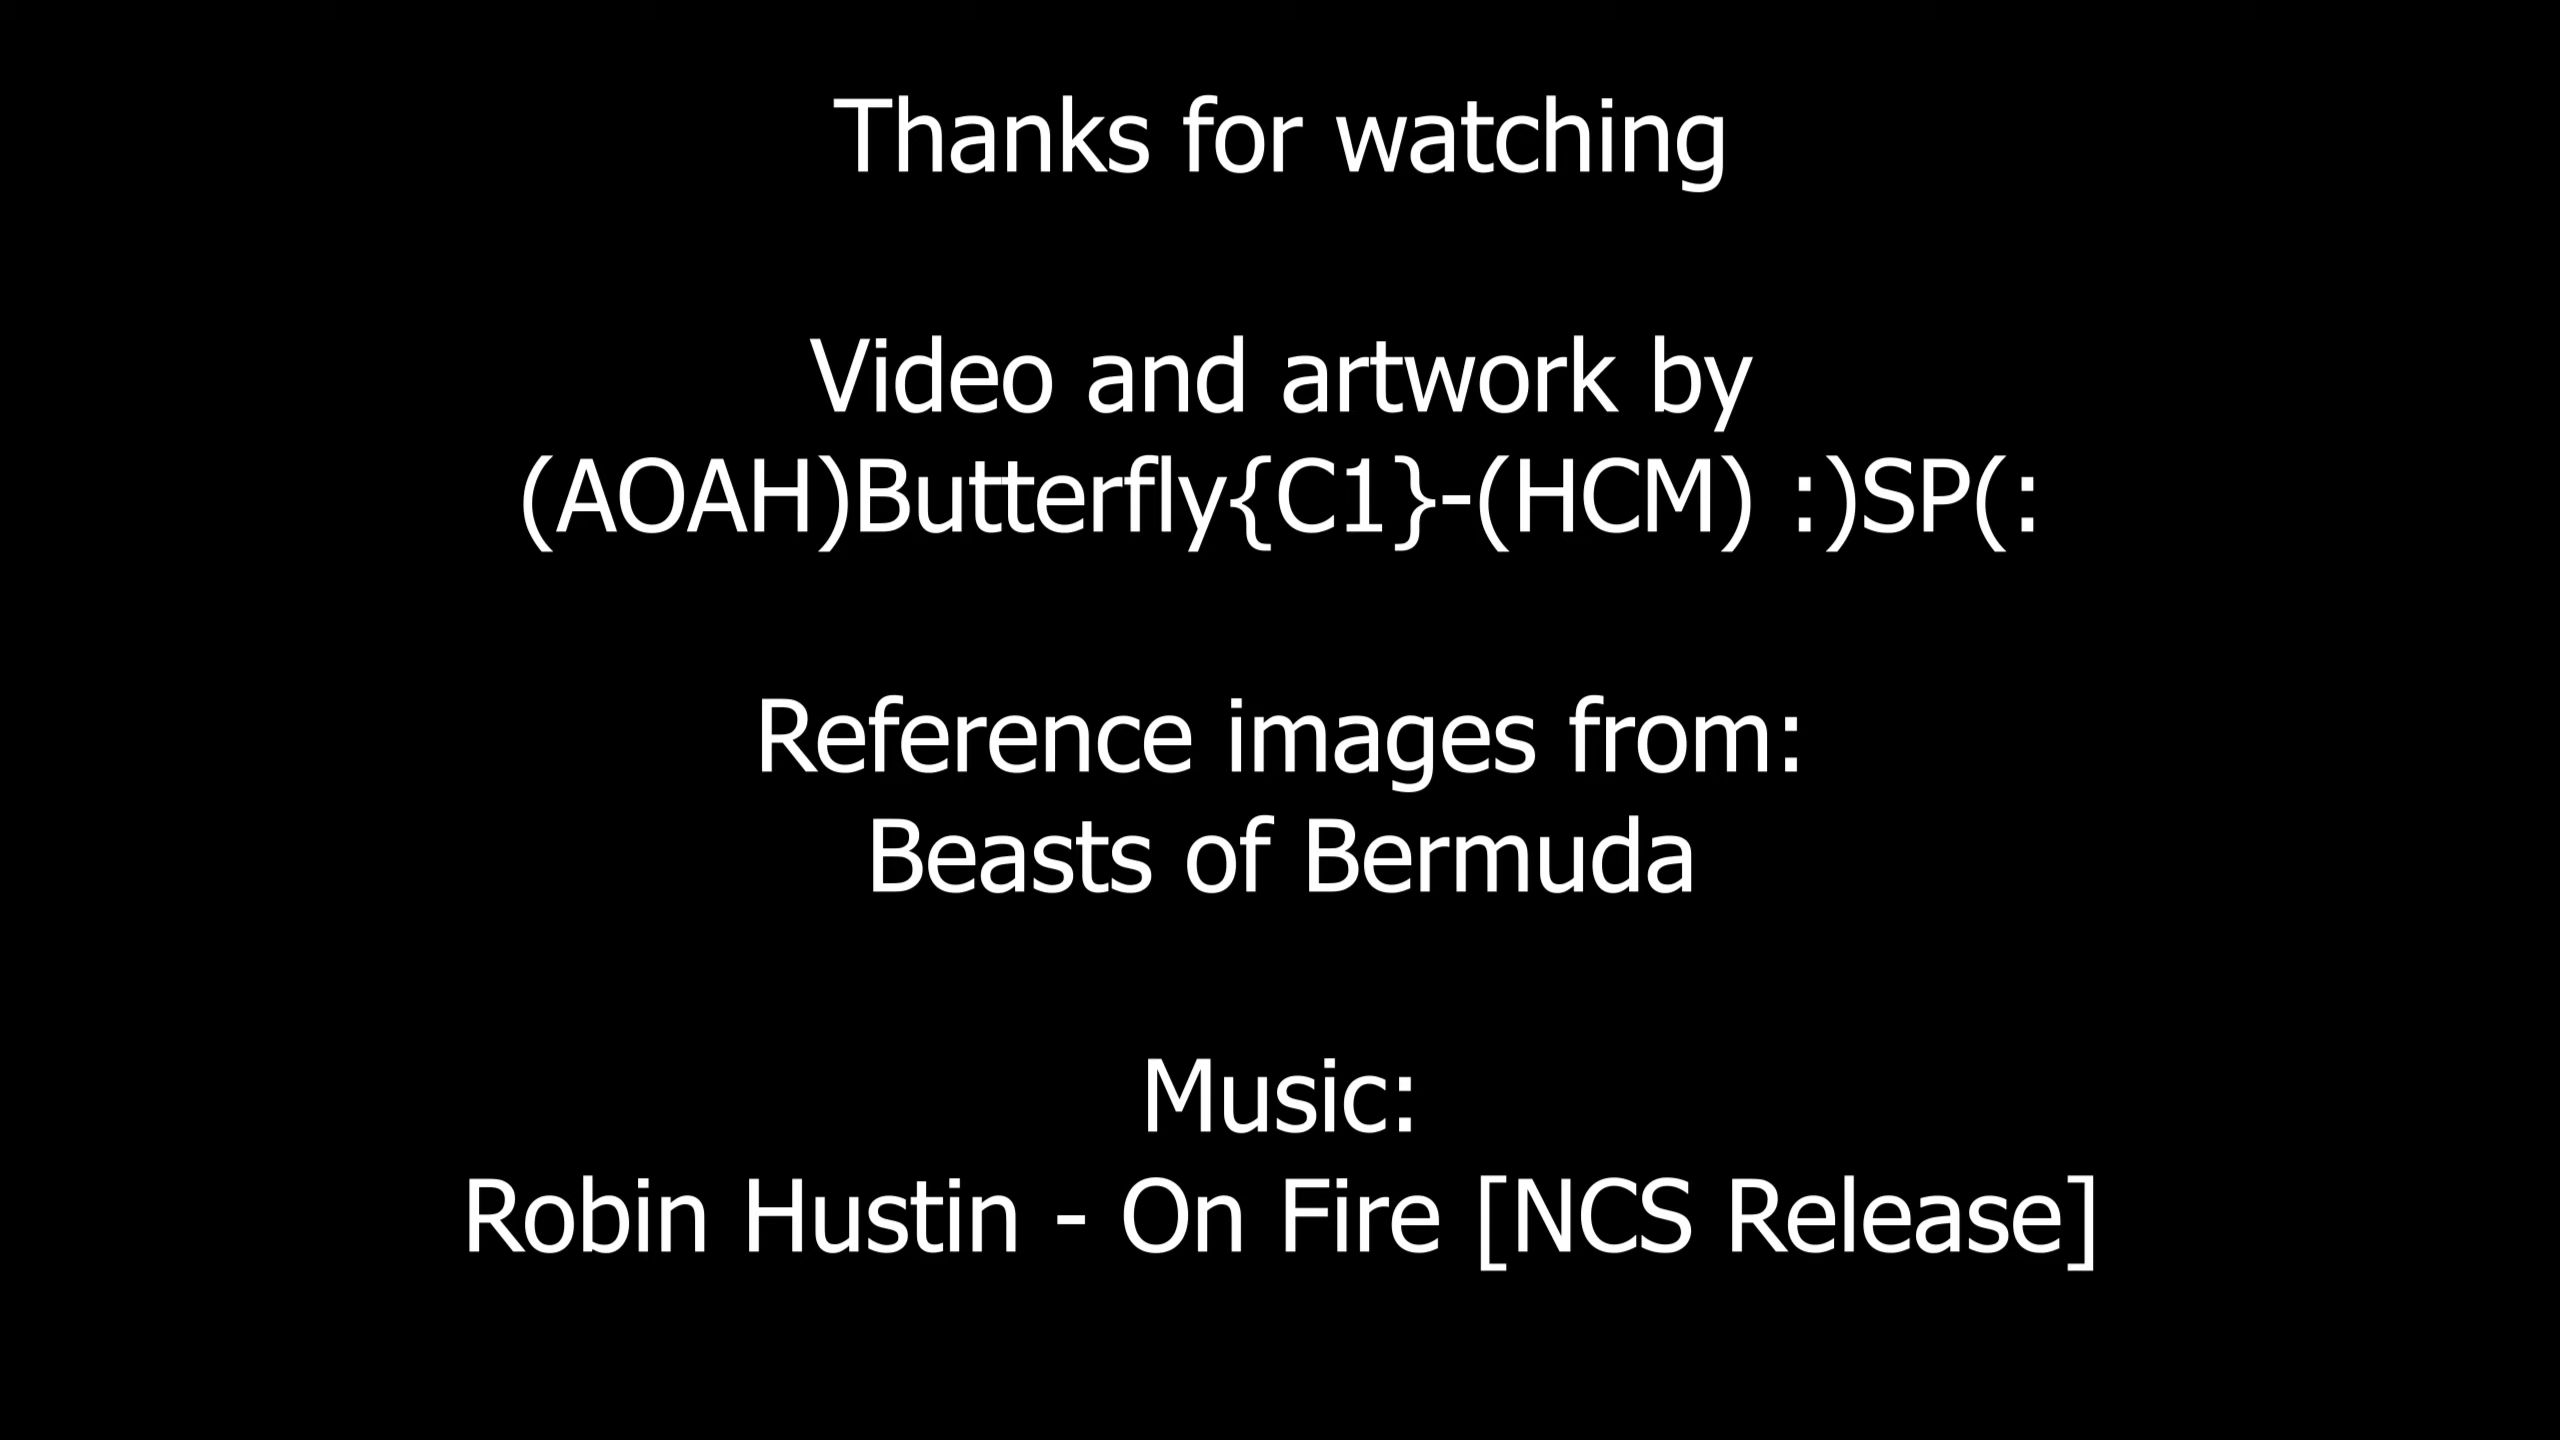 Thanks for watching
Video and artwork by
(AOAH)Butterfly{C1}-(HCM) :)SP(:
Reference images from:
Beasts of Bermuda
Music:
Robin Hustin - On Fire [NCS Release]